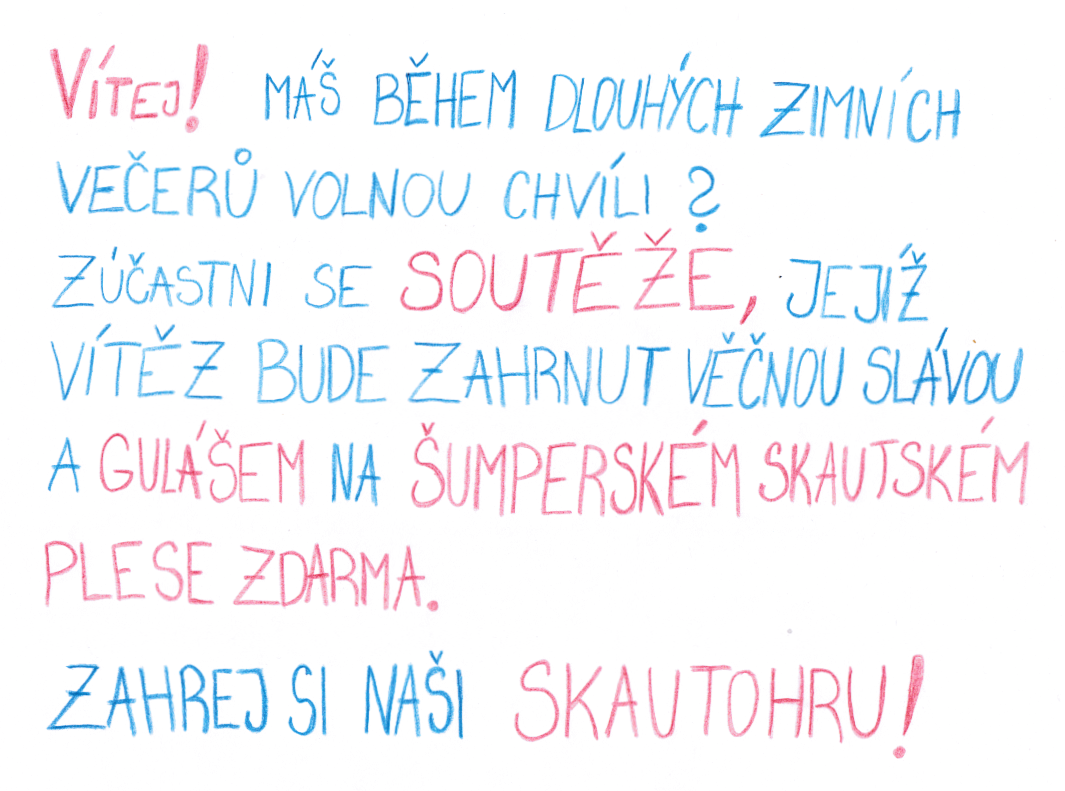 VÍTEJ! MÁŠ BĚHEM DLOUHÝCH ZIMNÍCH
VEČERŮ VOLNOU CHVÍLI?
ZÚČASTNI SE SOUTĚŽE, JEJÍŽ
VÍTĚZ BUDE ZAHRNUT VĚČNOU SLÁVOU
A GULÁŠEM NA ŠUMPERSKÉM SKAUTSKÉM
PLESE ZDARMA.
ZAHREJ SI NAŠI SKAUTOHRU!